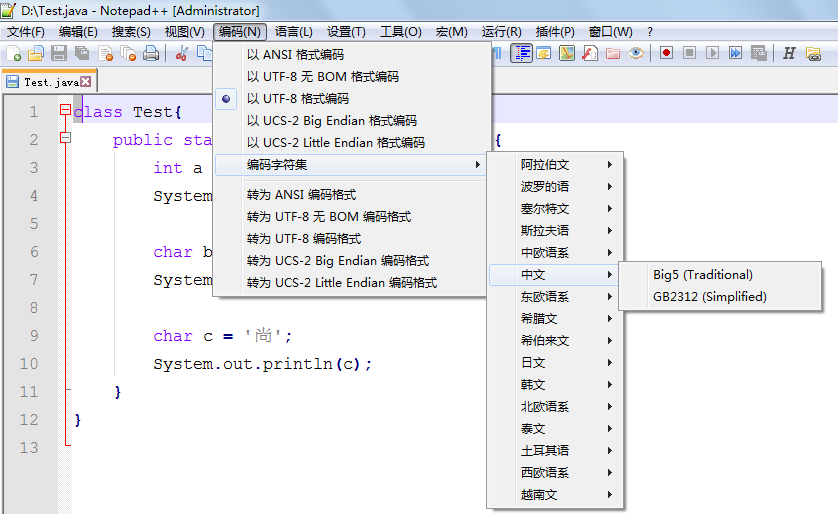 D:\Test.java - Notepad++ [Administrator]
文件(F) 编辑(E) 搜索(S) 视图(V) 编码(N) 语言(L) 设置(T) 工具(O) 宏(M) 运行(R) 插件(P) 窗口(W) ?
Test.java
以 ANSI 格式编码
以 UTF-8 无 BOM 格式编码
以 UTF-8 格式编码
以 UCS-2 Big Endian 格式编码
以 UCS-2 Little Endian 格式编码
编码字符集
转为 ANSI 编码格式
转为 UTF-8 无 BOM 编码格式
转为 UTF-8 编码格式
转为 UCS-2 Big Endian 编码格式
转为 UCS-2 Little Endian 编码格式
阿拉伯文
波罗的语
塞尔特文
斯拉夫语
中欧语系
中文
东欧语系
希腊文
希伯来文
日文
韩文
北欧语系
泰文
土耳其语
西欧语系
越南文
Big5 (Traditional)
GB2312 (Simplified)
1 class Test{
2 public sta {
3 int a
4 System
5
6 char b
7 System
8
9 char c = '尚';
10 System.out.println(c);
11 }
12 }
13